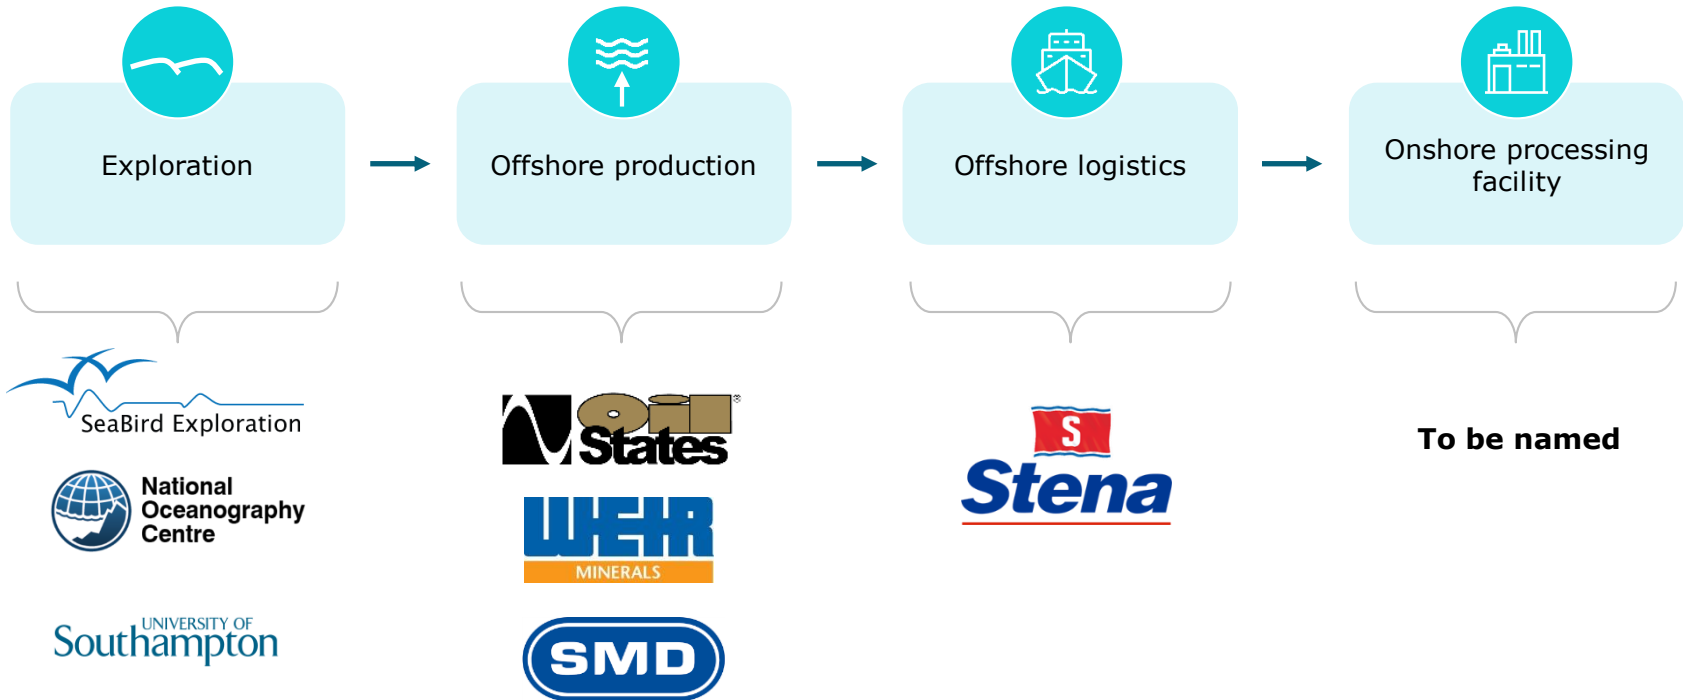 Exploration
Offshore production
Offshore logistics
Onshore processing
facility
SeaBird Exploration
National
Oceanography
Centre
UNIVERSITY OF
Southampton
Oil
States®
WEIR
MINERALS
SMD
S
Stena
To be named